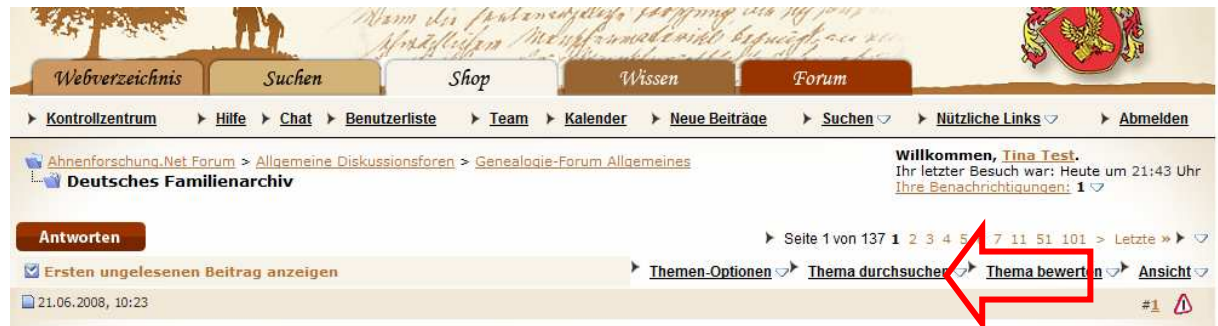 Webverzeichnis Suchen Shop Wissen Forum
Kontrollzentrum Hilfe Chat Benutzerliste Team Kalender Neue Beiträge Suchen Nützliche Links Abmelden
Ahnenforschung.Net Forum > Allgemeine Diskussionsforen > Genealogie-Forum Allgemeines
Deutsches Familienarchiv
Willkommen, Tina Test.
Ihr letzter Besuch war: Heute um 21:43 Uhr
Ihre Benachrichtigungen: 1
Antworten
Seite 1 von 137 1 2 3 4 5 7 11 51 101 > Letzte »
Ersten ungelesenen Beitrag anzeigen
Themen-Optionen Thema durchsuchen Thema bewerten Ansicht
21.06.2008, 10:23
#1